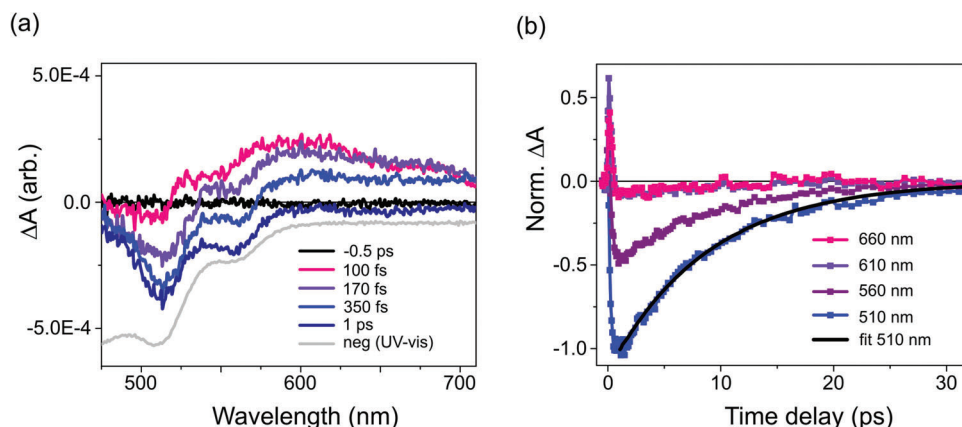 (a)
5.0E-4
0.0
-5.0E-4
ΔA (arb.)
500
550
600
650
700
Wavelength (nm)
-0.5 ps
100 fs
170 fs
350 fs
1 ps
neg (UV-vis)
(b)
0.5
0.0
-0.5
-1.0
Norm. ΔA
0
10
20
30
Time delay (ps)
660 nm
610 nm
560 nm
510 nm
fit 510 nm